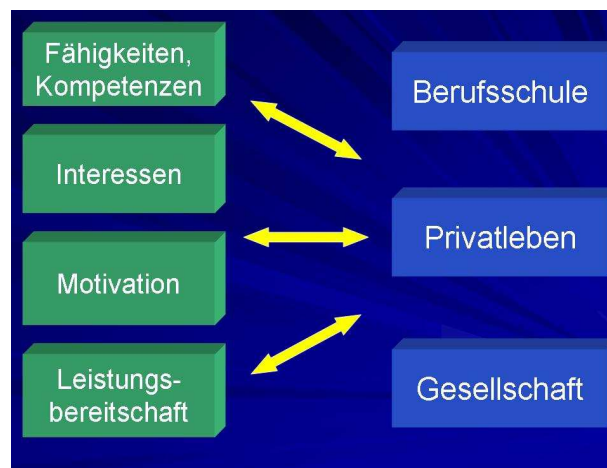 Fähigkeiten,
Kompetenzen
Interessen
Motivation
Leistungs-
bereitschaft
Berufsschule
Privatleben
Gesellschaft